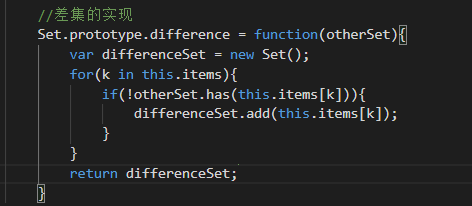 //差集的实现
Set.prototype.difference = function(otherSet){
var differenceSet = new Set();
for(k in this.items){
if(!otherSet.has(this.items[k])){
differenceSet.add(this.items[k]);
}
}
return differenceSet;
}